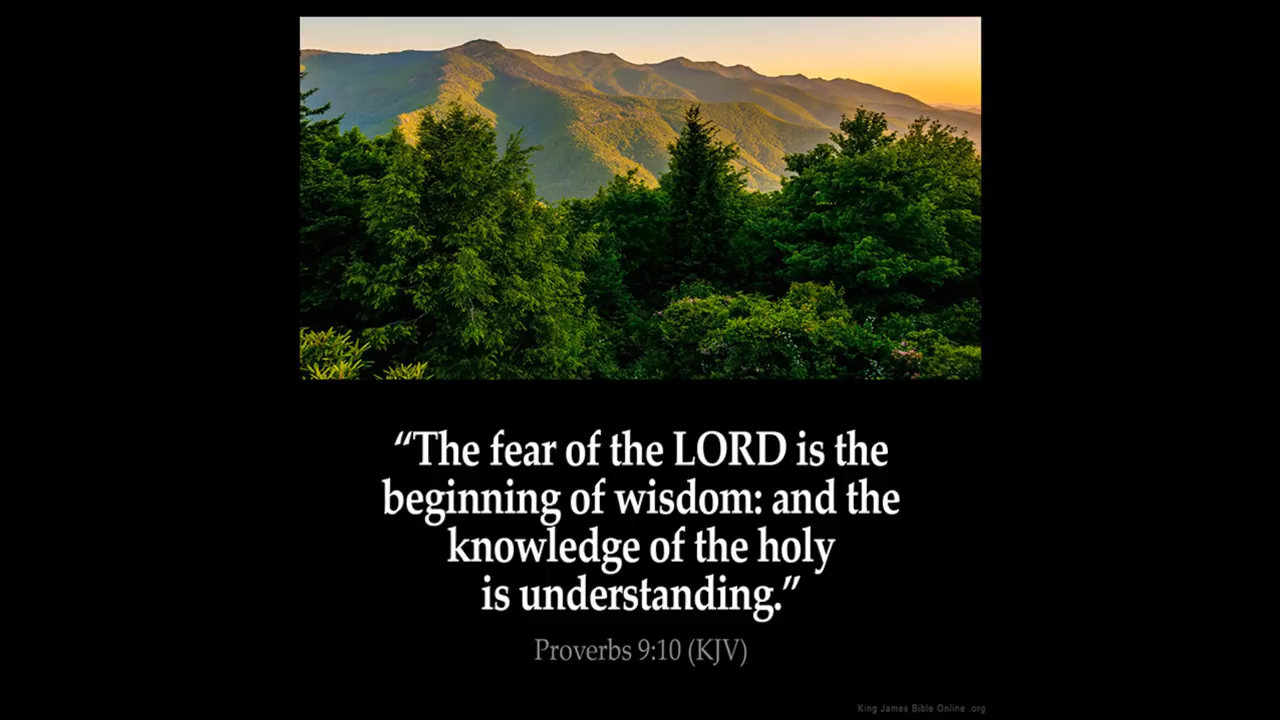 “The fear of the LORD is the
beginning of wisdom: and the
knowledge of the holy
is understanding.”
Proverbs 9:10 (KJV)
King James Bible Online .org